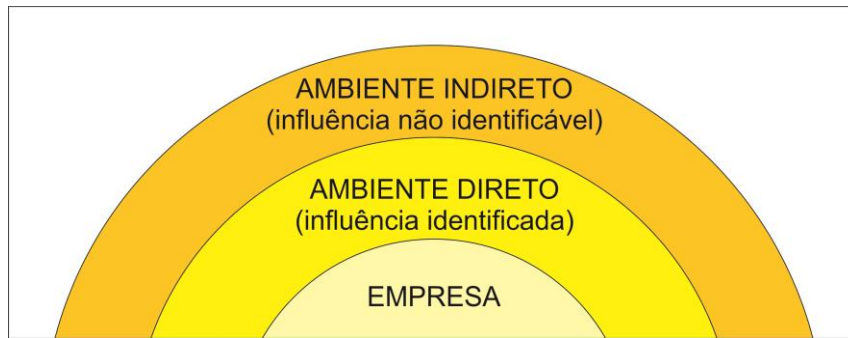 AMBIENTE INDIRETO
(influência não identificável)
AMBIENTE DIRETO
(influência identificada)
EMPRESA